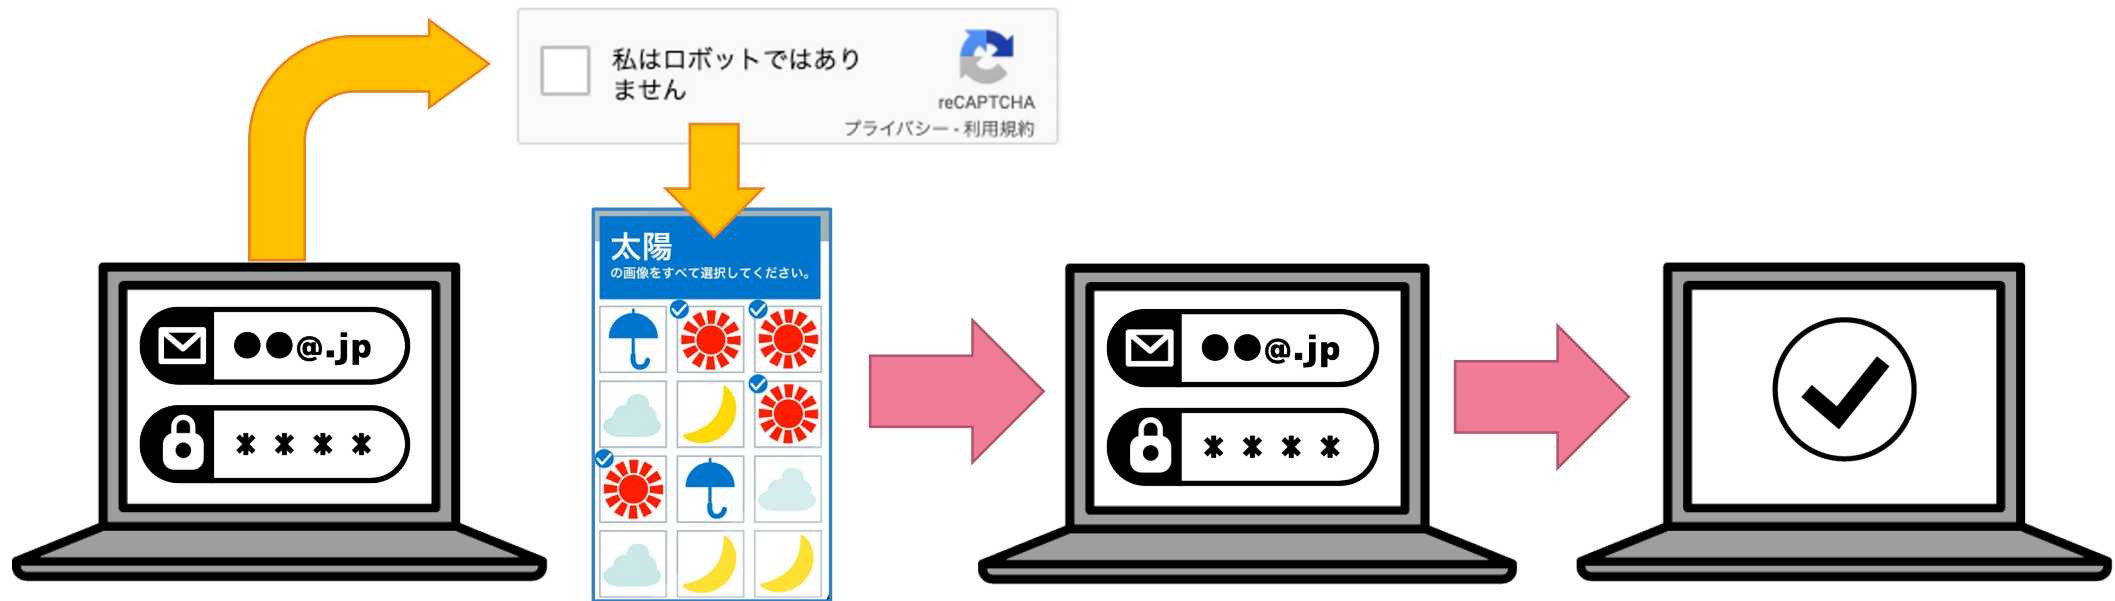 私はロボットではあり
ません
reCAPTCHA
プライバシー - 利用規約
太陽
の画像をすべて選択してください。
●●@.jp
＊＊＊＊
●●@.jp
＊＊＊＊